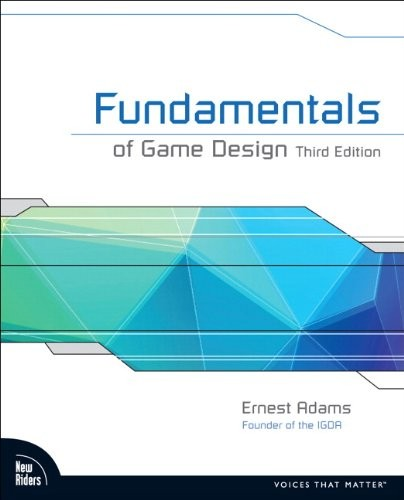 Fundamentals
of Game Design Third Edition
Ernest Adams
Founder of the IGDA
New
Riders
VOICES THAT MATTER™